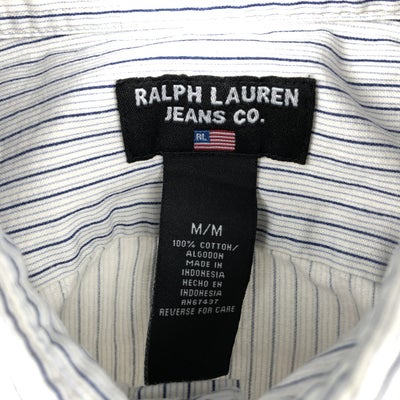 RALPH LAUREN
JEANS CO.
RL
M/M
100% COTTON/
ALGODON
MADE IN
INDONESIA
HECHO EN
INDONESIA
RN67437
REVERSE FOR CARE